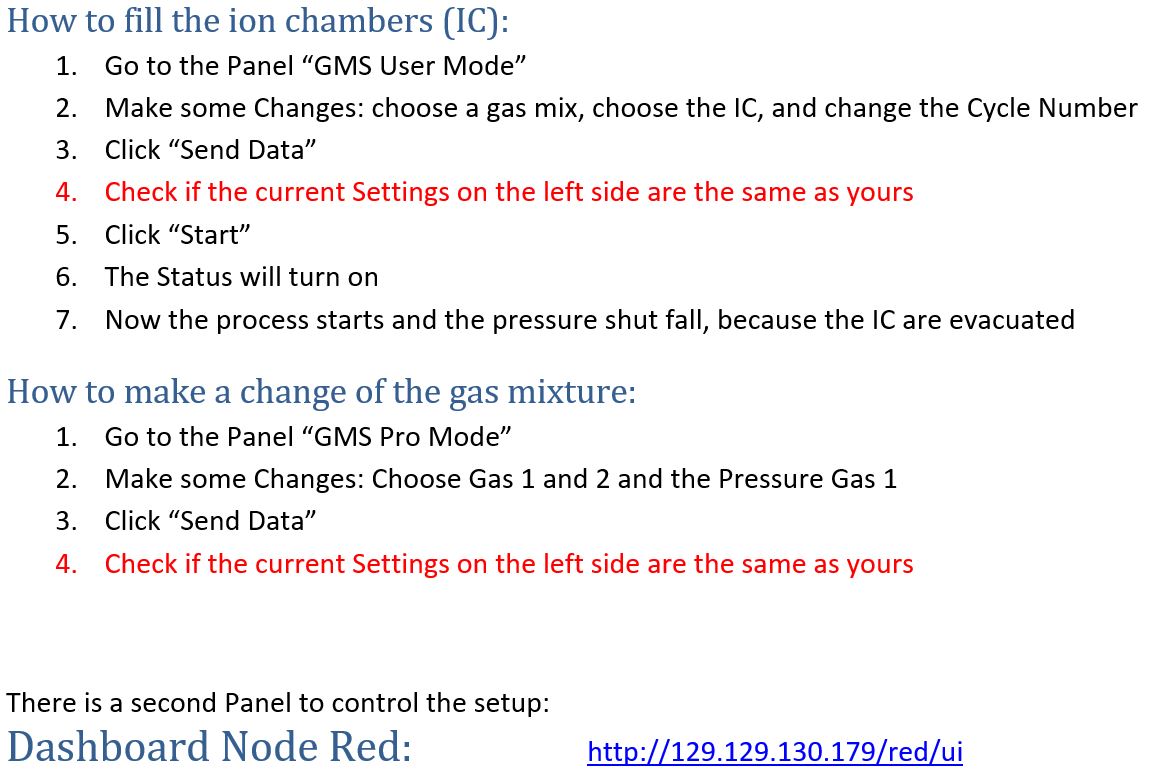 How to fill the ion chambers (IC):
1. Go to the Panel “GMS User Mode”
2. Make some Changes: choose a gas mix, choose the IC, and change the Cycle Number
3. Click “Send Data”
4. Check if the current Settings on the left side are the same as yours
5. Click “Start”
6. The Status will turn on
7. Now the process starts and the pressure shut fall, because the IC are evacuated
How to make a change of the gas mixture:
1. Go to the Panel “GMS Pro Mode”
2. Make some Changes: Choose Gas 1 and 2 and the Pressure Gas 1
3. Click “Send Data”
4. Check if the current Settings on the left side are the same as yours
There is a second Panel to control the setup:
Dashboard Node Red: http://129.129.130.179/red/ui